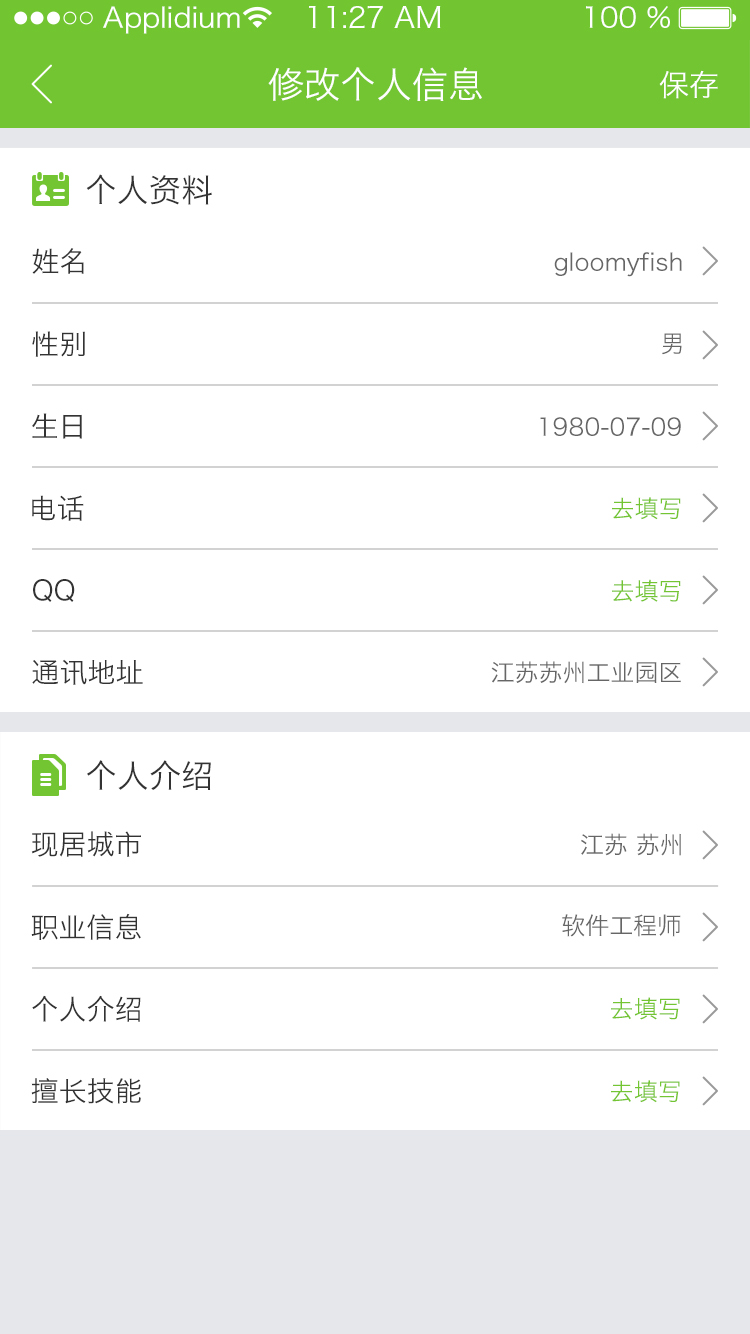 Applidium 11:27 AM 100 %
修改个人信息 保存
个人资料
姓名 gloomyfish
性别 男
生日 1980-07-09
电话 去填写
QQ 去填写
通讯地址 江苏苏州工业园区
个人介绍
现居城市 江苏 苏州
职业信息 软件工程师
个人介绍 去填写
擅长技能 去填写